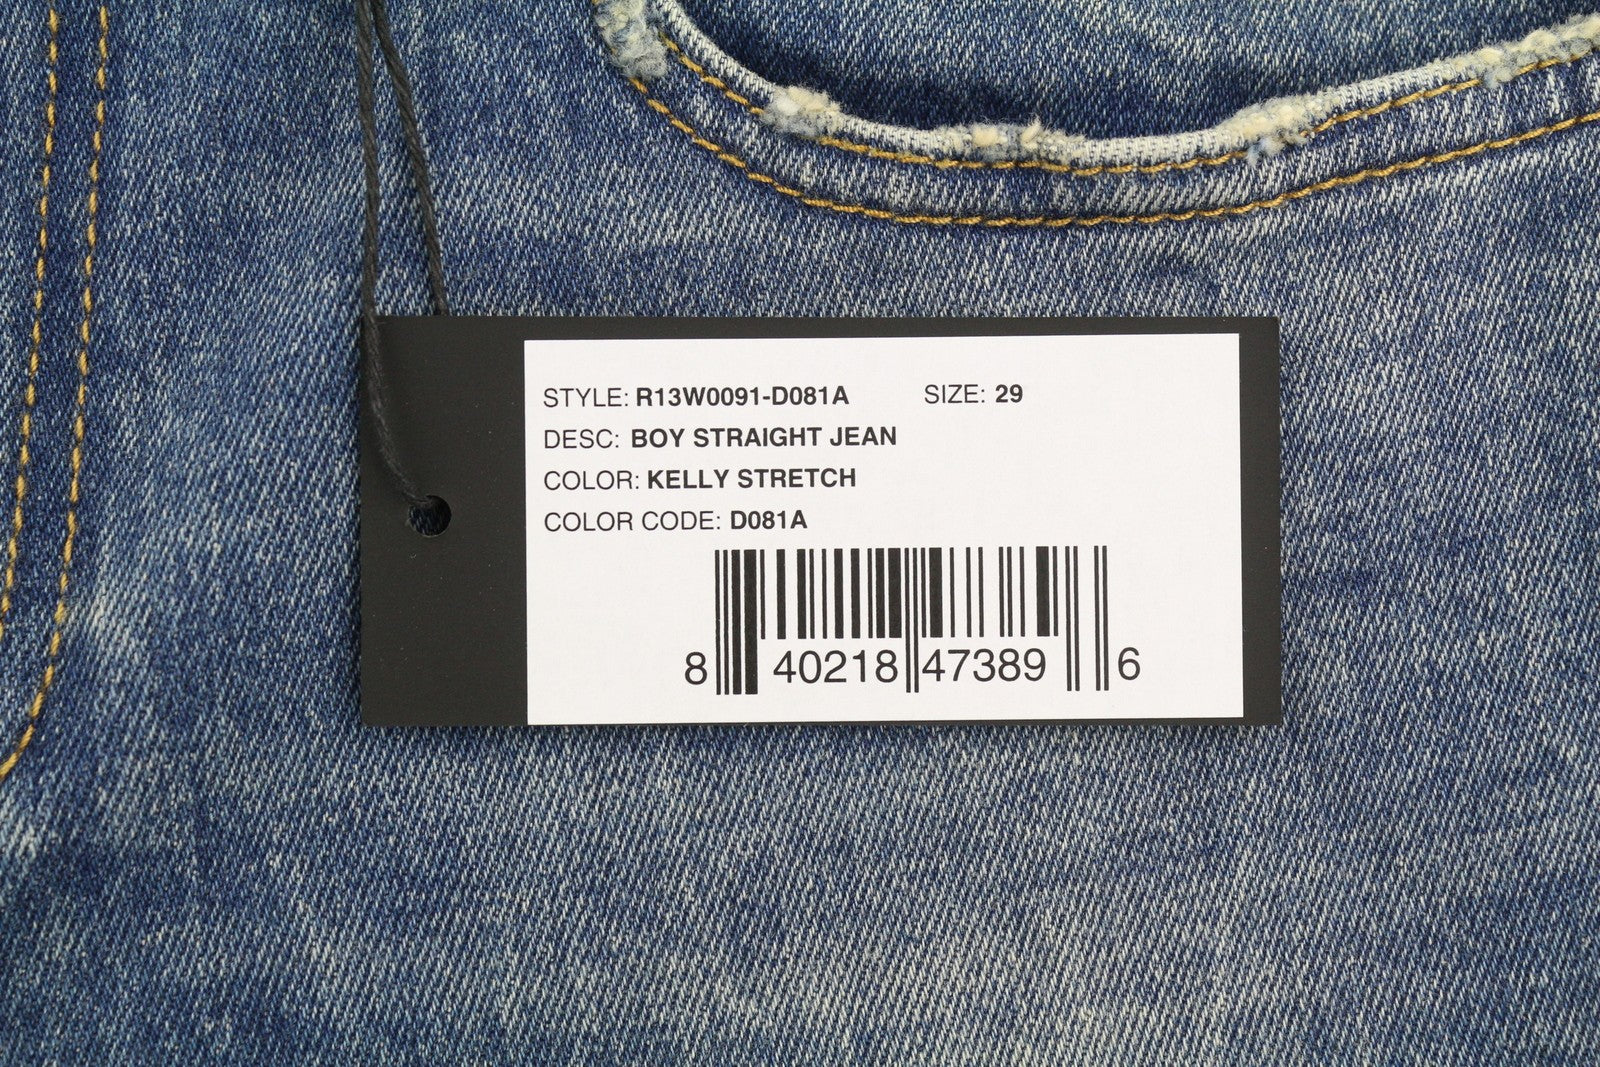 STYLE: R13W0091-D081A SIZE: 29
DESC: BOY STRAIGHT JEAN
COLOR: KELLY STRETCH
COLOR CODE: D081A
8 40218 47389 6